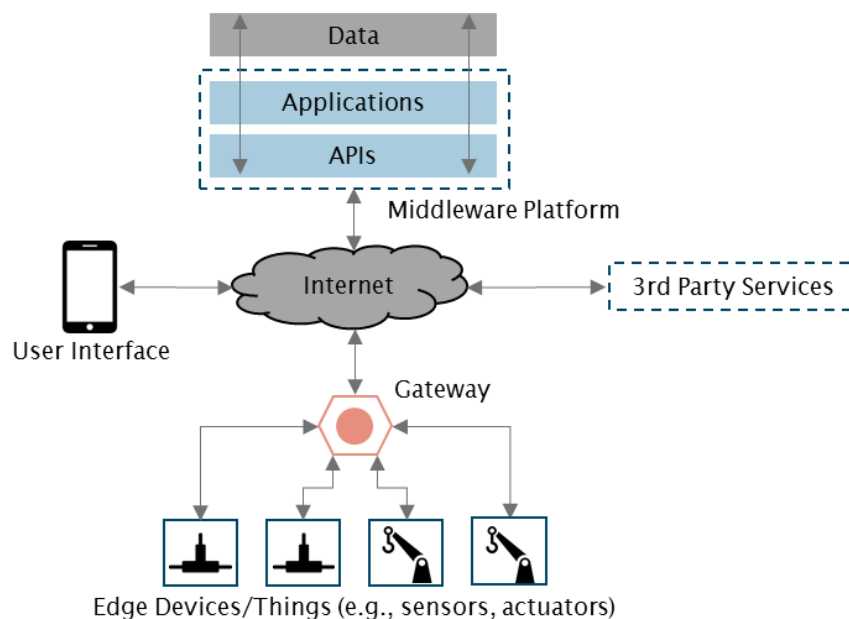 Data
Applications
APIs
Middleware Platform
Internet
3rd Party Services
User Interface
Gateway
Edge Devices/Things (e.g., sensors, actuators)